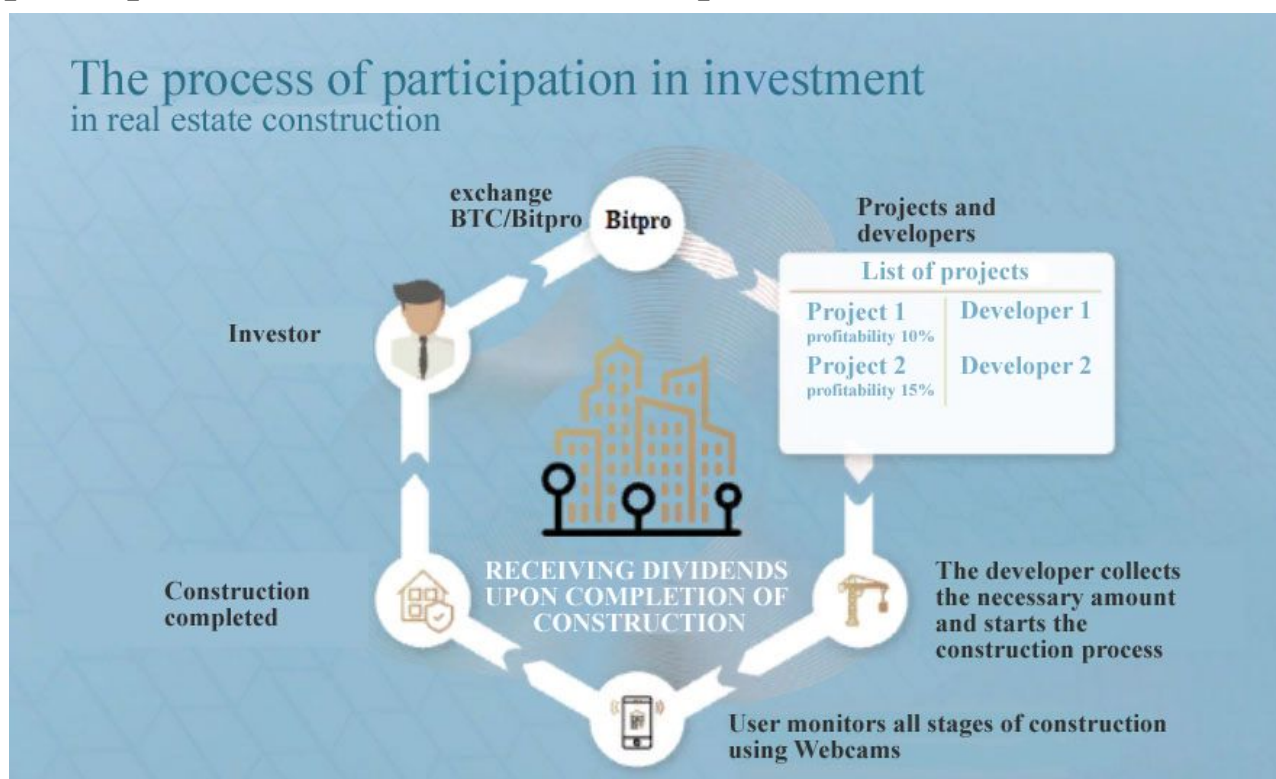 The process of participation in investment
in real estate construction
exchange
BTC/Bitpro
Bitpro
Projects and
developers
List of projects
Project 1
profitability 10%
Developer 1
Project 2
profitability 15%
Developer 2
Investor
RECEIVING DIVIDENDS
UPON COMPLETION OF
CONSTRUCTION
Construction
completed
The developer collects
the necessary amount
and starts the
construction process
User monitors all stages of construction
using Webcams